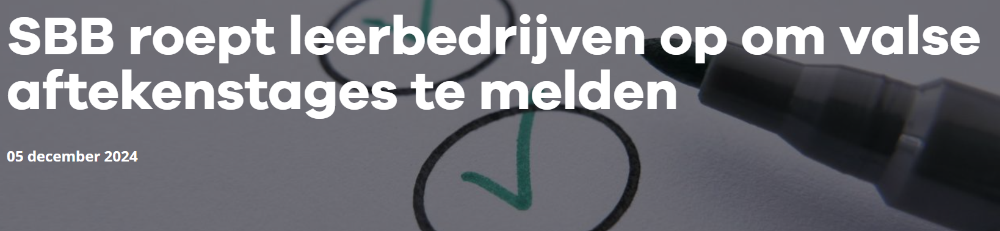 SBB roept leerbedrijven op om valse
aftekenstages te melden
05 december 2024